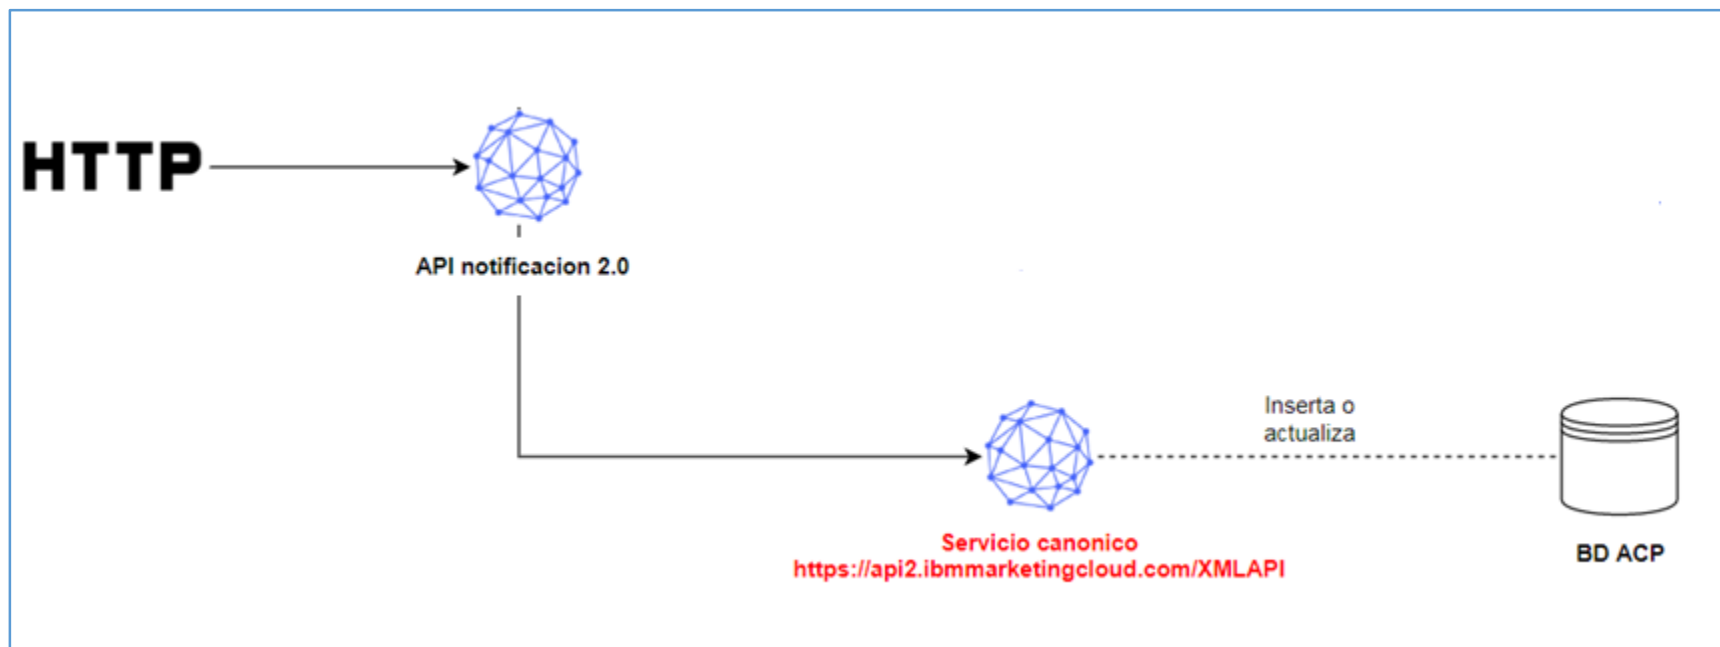 HTTP
API notificacion 2.0
Inserta o
actualiza
Servicio canonico
https://api2.ibmmarketingcloud.com/XMLAPI
BD ACP